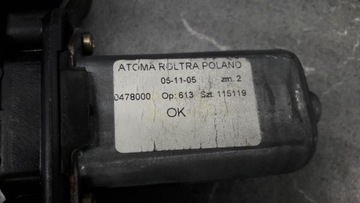 ATOMA ROLTRA POLAND
05-11-05 zm. 2
0478000 Op: 613 Szt: 115119
OK